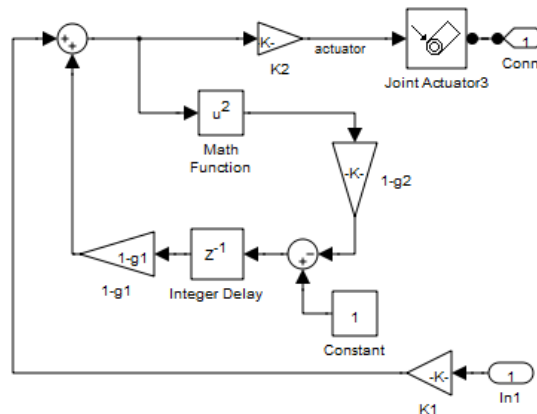 +
+
K-
K2
actuator
Joint Actuator3
1
Conn
u2
Math
Function
-K-
1-g2
1-g1
1-g1
Z-1
Integer Delay
+
−
1
Constant
-K-
K1
1
In1